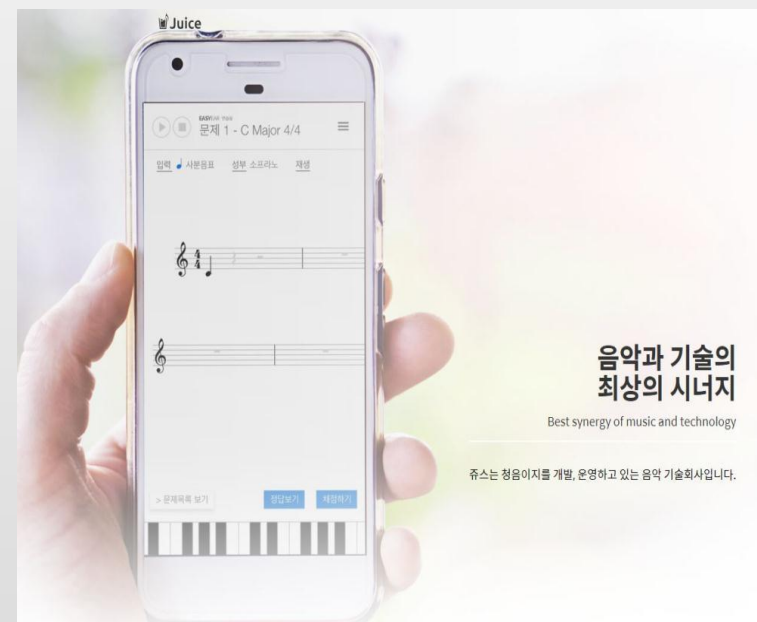 Juice
EASYEAR music
문제 1 - C Major 4/4
입력 사분음표 성부 소프라노 재생
4
4
음악과 기술의
최상의 시너지
Best synergy of music and technology
쥬스는 청음이지를 개발, 운영하고 있는 음악 기술회사입니다.
> 문제목록 보기 정답보기 채점하기